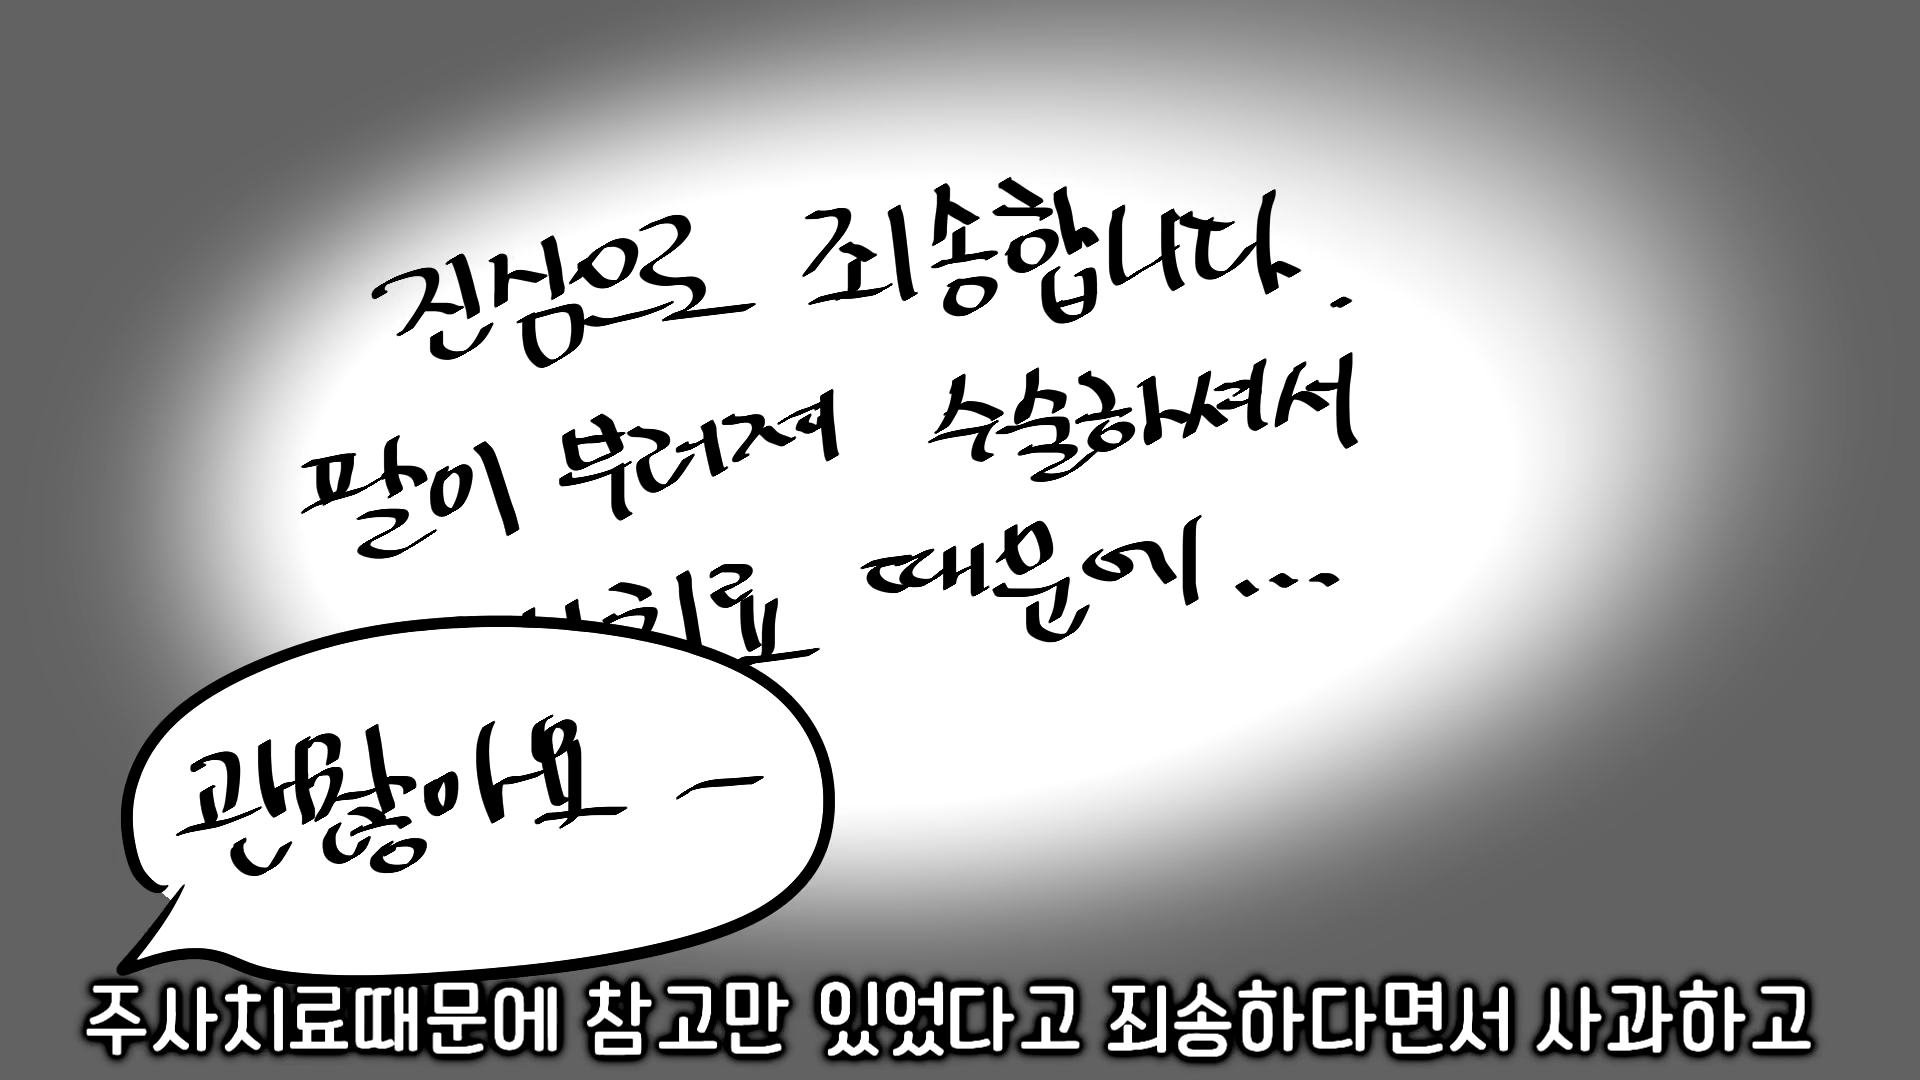 진심으로 죄송합니다.
팔이 부러져 수술하셔서
치료 때문에...
괜찮아요 -
주사치료때문에 참고만 있었다고 죄송하다면서 사과하고